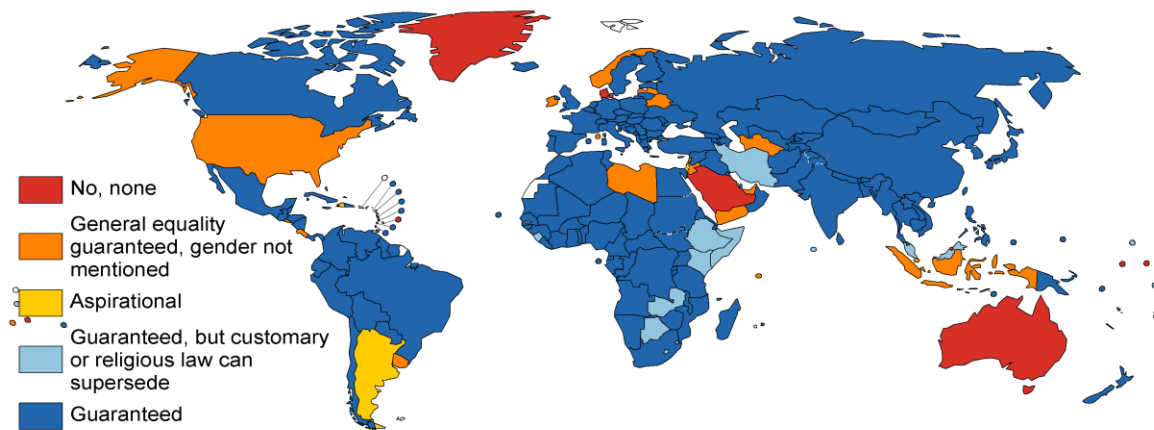 No, none
General equality
guaranteed, gender not
mentioned
Aspirational
Guaranteed, but customary
or religious law can
supersede
Guaranteed